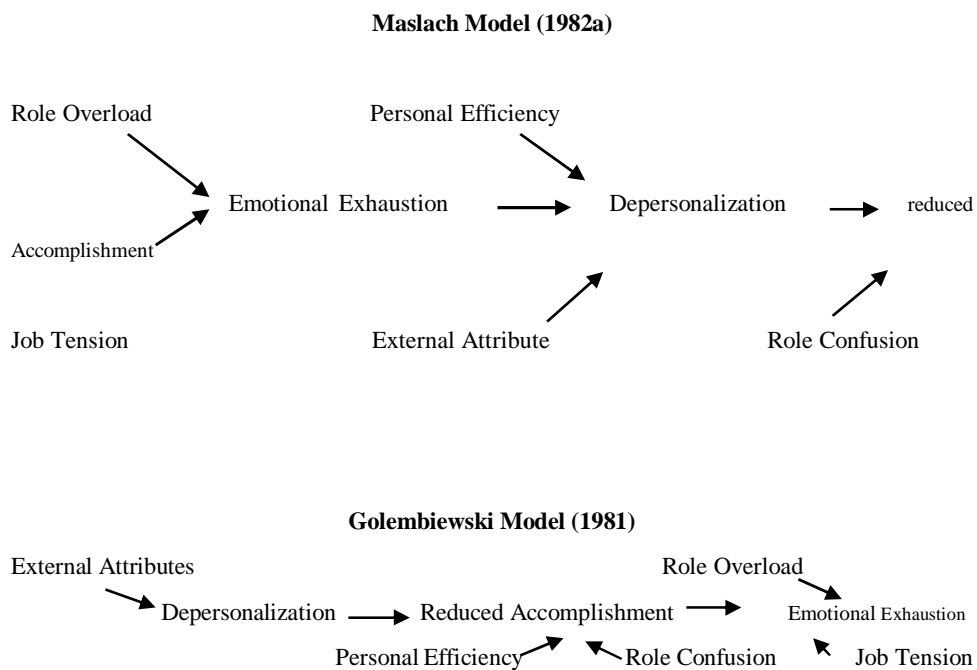 Maslach Model (1982a)
Role Overload Personal Efficiency
Emotional Exhaustion Depersonalization reduced
Accomplishment
Job Tension External Attribute Role Confusion
Golembiewski Model (1981)
External Attributes Role Overload
Depersonalization Reduced Accomplishment Emotional Exhaustion
Personal Efficiency Role Confusion Job Tension